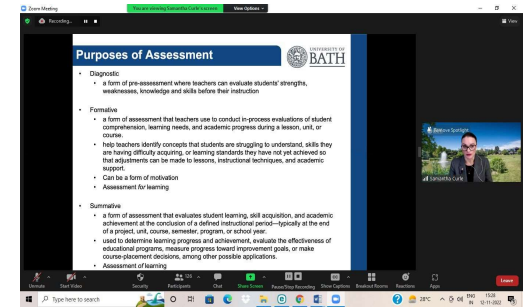 Zoom Meeting
You are viewing Samantha Curle's screen
View Options
Recording...
View
Purposes of Assessment
UNIVERSITY OF
BATH
• Diagnostic
• a form of pre-assessment where teachers can evaluate students' strengths,
weaknesses, knowledge and skills before their instruction
• Formative
• a form of assessment that teachers use to conduct in-process evaluations of student
comprehension, learning needs, and academic progress during a lesson, unit, or
course.
• help teachers identify concepts that students are struggling to understand, skills they
are having difficulty acquiring, or learning standards they have not yet achieved so
that adjustments can be made to lessons, instructional techniques, and academic
support.
• Can be a form of motivation
• Assessment for learning
• Summative
• a form of assessment that evaluates student learning, skill acquisition, and academic
achievement at the conclusion of a defined instructional period—typically at the end
of a project, unit, course, semester, program, or school year.
• used to determine learning progress and achievement, evaluate the effectiveness of
educational programs, measure progress toward improvement goals, or make
course-placement decisions, among other possible applications.
• Assessment of learning
Remove Spotlight
Samantha Curle
Unmute
Start Video
Security
Participants
Chat
Share Screen
Pause/Stop Recording
Show Captions
Breakout Rooms
Reactions
Apps
Leave
Type here to search
28°C
ENG
IN
15:28
12-11-2022